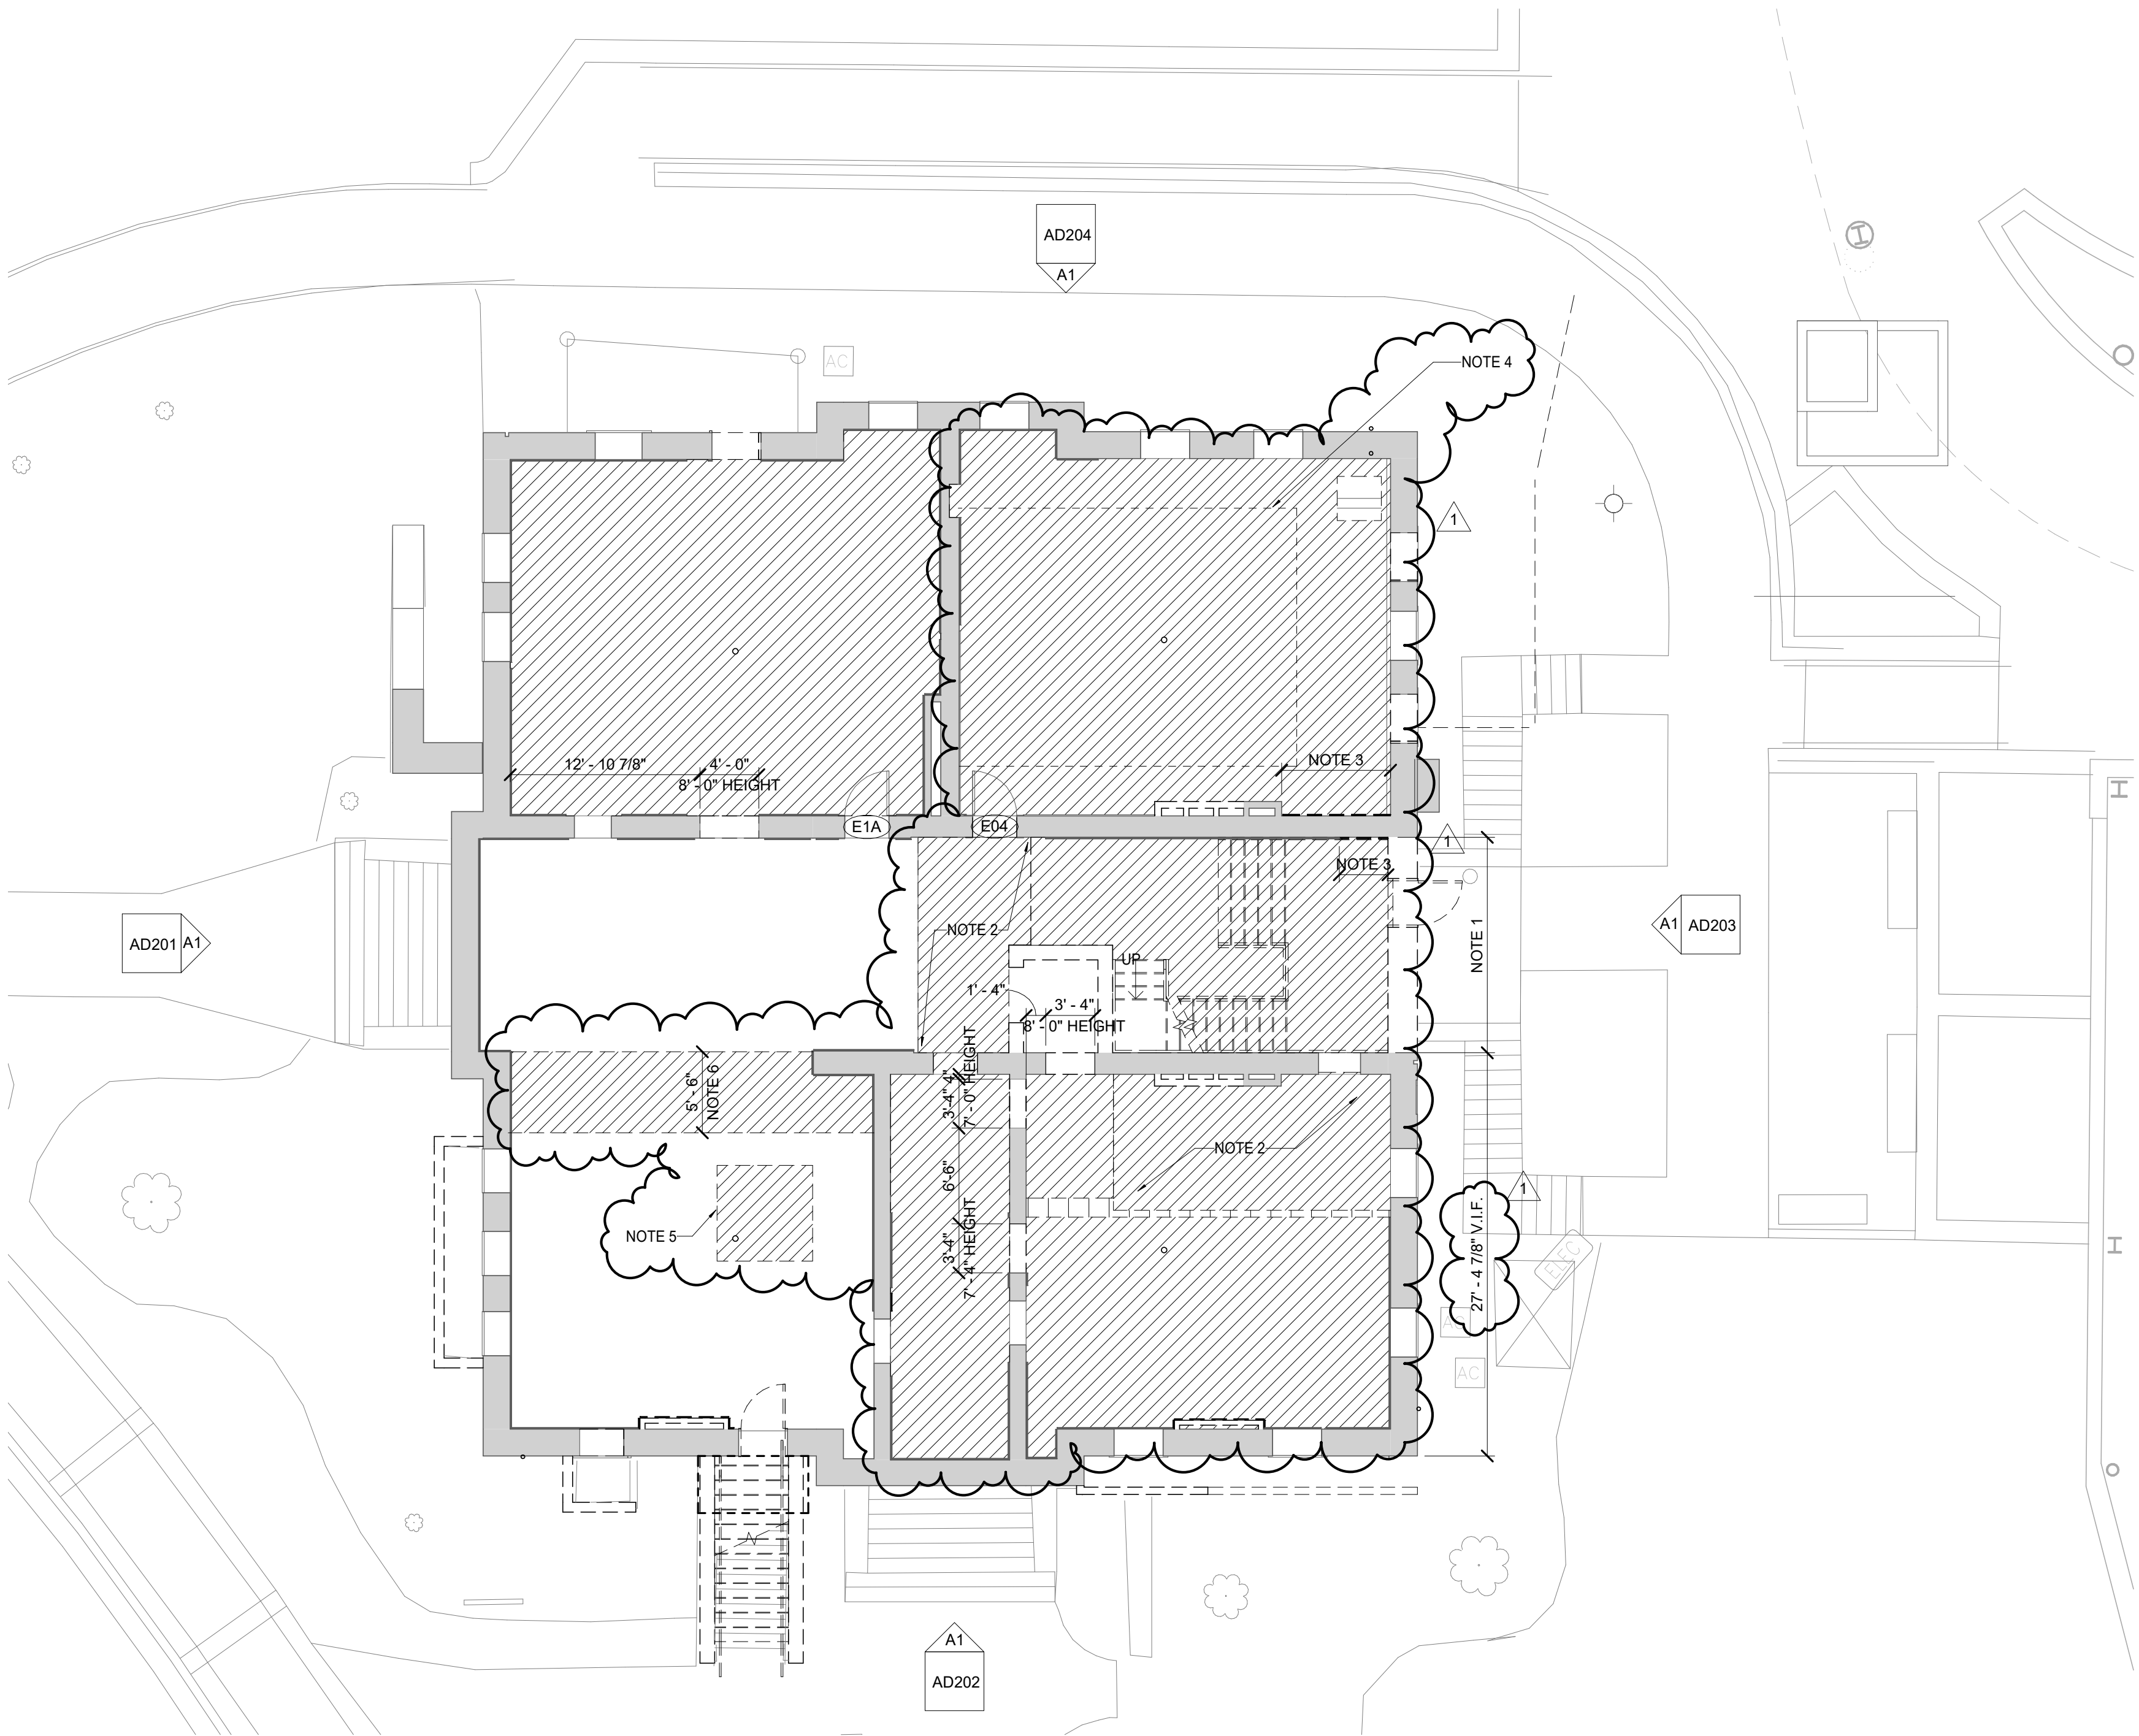 AD204
A1
NOTE 4
AC
1
12' - 10 7/8"
4' - 0"
8' - 0" HEIGHT
NOTE 3
E1A
E04
1
NOTE 3
NOTE 2
AD201
A1
A1
AD203
NOTE 1
UP
1' - 4"
3' - 4"
8' - 0" HEIGHT
5' - 6"
NOTE 6
4"
3'-4"
7' - 0" HEIGHT
6'-6"
3'-4"
7' - 4" HEIGHT
NOTE 2
NOTE 5
1
27' - 4 7/8" V.I.F.
ELEC
AC
AC
A1
AD202
H
H